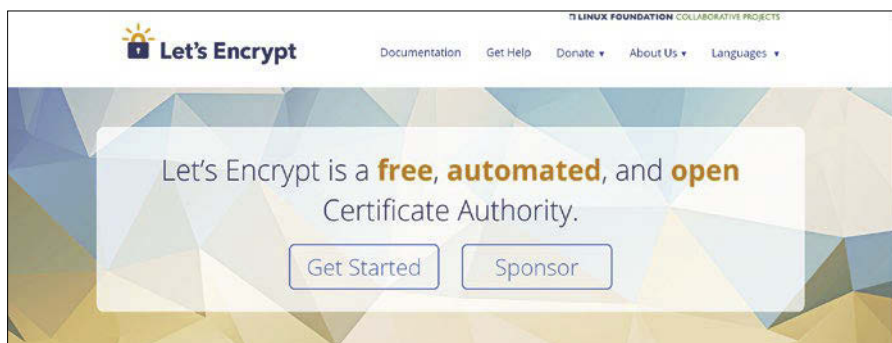 LINUX FOUNDATION COLLABORATIVE PROJECTS
Let's Encrypt
Documentation Get Help Donate ▾ About Us ▾ Languages ▾
Let's Encrypt is a free, automated, and open
Certificate Authority.
Get Started Sponsor